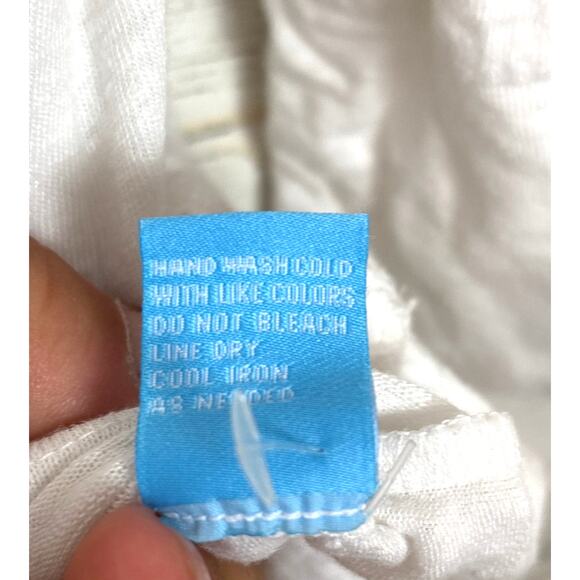 HAND WASH COLD
WITH LIKE COLORS
DO NOT BLEACH
LINE DRY
COOL IRON
AS NEEDED